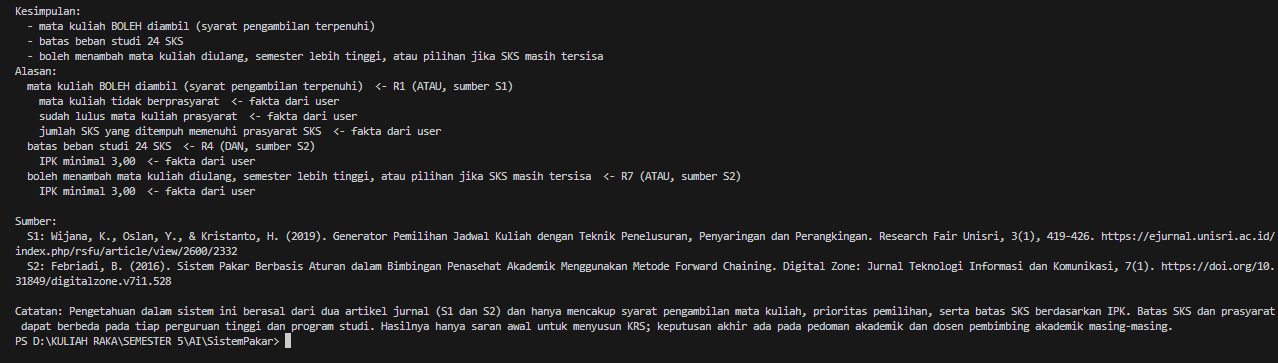 Kesimpulan:
- mata kuliah BOLEH diambil (syarat pengambilan terpenuhi)
- batas beban studi 24 SKS
- boleh menambah mata kuliah diulang, semester lebih tinggi, atau pilihan jika SKS masih tersisa
Alasan:
mata kuliah BOLEH diambil (syarat pengambilan terpenuhi) <- R1 (ATAU, sumber S1)
mata kuliah tidak berprasyarat <- fakta dari user
sudah lulus mata kuliah prasyarat <- fakta dari user
jumlah SKS yang ditempuh memenuhi prasyarat SKS <- fakta dari user
batas beban studi 24 SKS <- R4 (DAN, sumber S2)
IPK minimal 3,00 <- fakta dari user
boleh menambah mata kuliah diulang, semester lebih tinggi, atau pilihan jika SKS masih tersisa <- R7 (ATAU, sumber S2)
IPK minimal 3,00 <- fakta dari user
Sumber:
S1: Wijana, K., Oslan, Y., & Kristanto, H. (2019). Generator Pemilihan Jadwal Kuliah dengan Teknik Penelusuran, Penyaringan dan Perangkingan. Research Fair Unisri, 3(1), 419-426. https://ejurnal.unisri.ac.id/
index.php/rsfu/article/view/2600/2332
S2: Febriadi, B. (2016). Sistem Pakar Berbasis Aturan dalam Bimbingan Penasehat Akademik Menggunakan Metode Forward Chaining. Digital Zone: Jurnal Teknologi Informasi dan Komunikasi, 7(1). https://doi.org/10.
31849/digitalzone.v7i1.528
Catatan: Pengetahuan dalam sistem ini berasal dari dua artikel jurnal (S1 dan S2) dan hanya mencakup syarat pengambilan mata kuliah, prioritas pemilihan, serta batas SKS berdasarkan IPK. Batas SKS dan prasyarat
dapat berbeda pada tiap perguruan tinggi dan program studi. Hasilnya hanya saran awal untuk menyusun KRS; keputusan akhir ada pada pedoman akademik dan dosen pembimbing akademik masing-masing.
PS D:\KULIAH RAKA\SEMESTER 5\AI\SistemPakar>